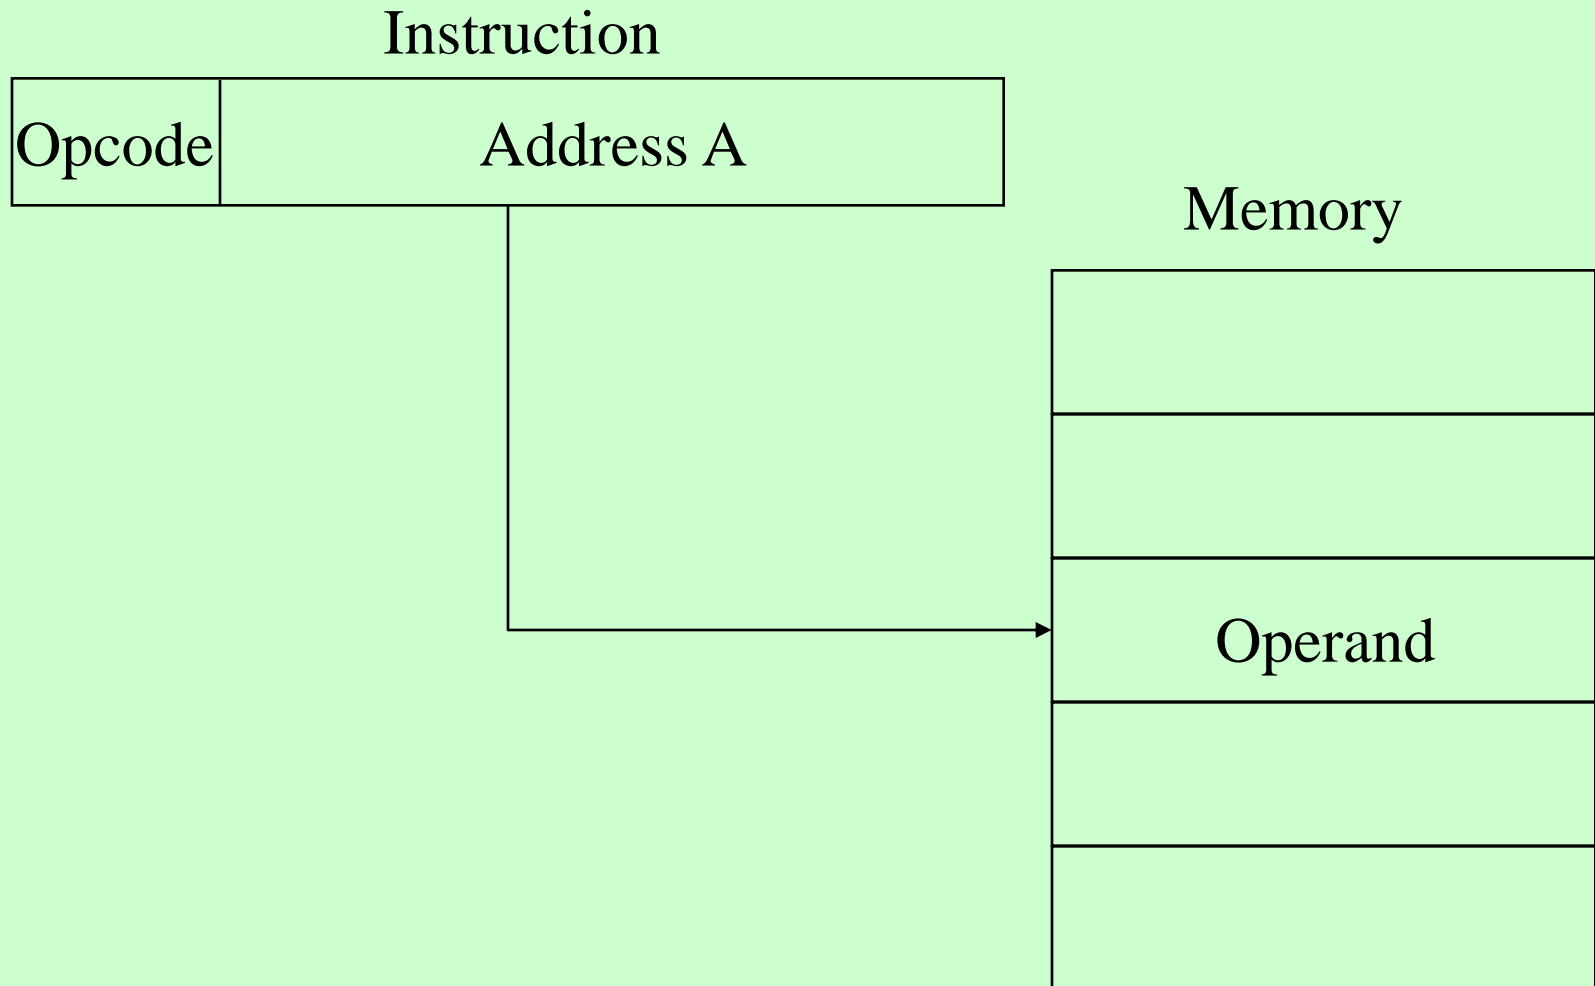 Instruction
Opcode
Address A
Memory
Operand